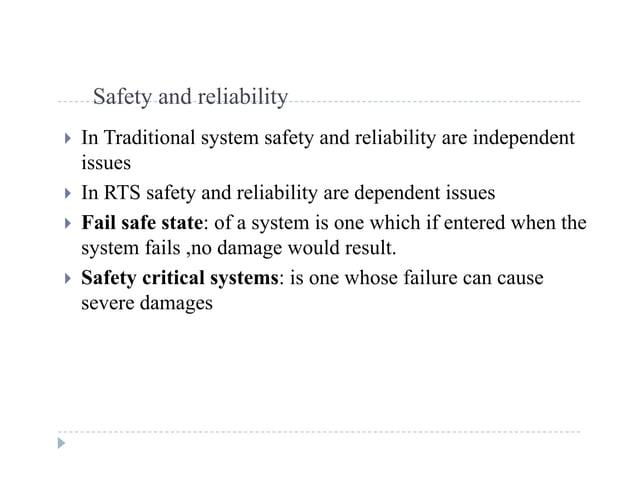 Safety and reliability
In Traditional system safety and reliability are independent
issues
In RTS safety and reliability are dependent issues
Fail safe state: of a system is one which if entered when the
system fails ,no damage would result.
Safety critical systems: is one whose failure can cause
severe damages